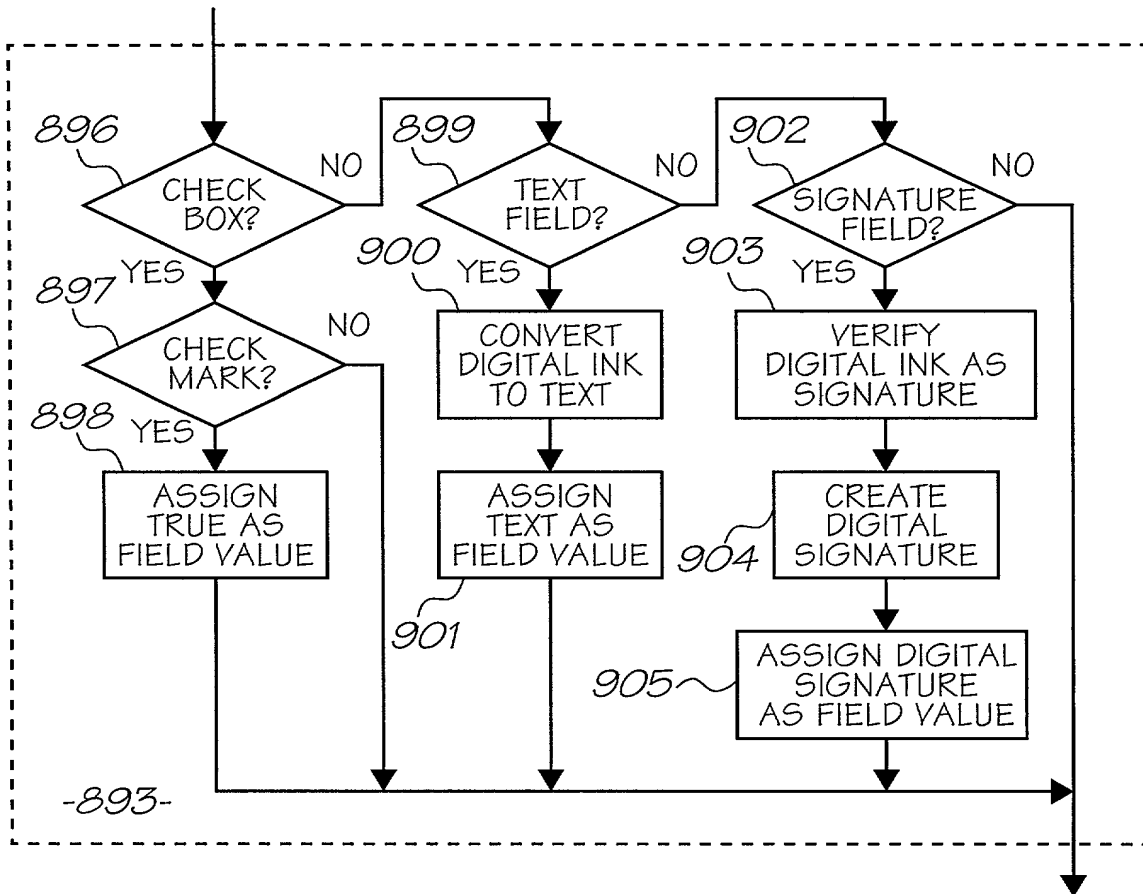 896
CHECK
BOX?
NO
YES
899
TEXT
FIELD?
NO
YES
902
SIGNATURE
FIELD?
NO
YES
897
CHECK
MARK?
NO
YES
900
CONVERT
DIGITAL INK
TO TEXT
903
VERIFY
DIGITAL INK AS
SIGNATURE
898
ASSIGN
TRUE AS
FIELD VALUE
901
ASSIGN
TEXT AS
FIELD VALUE
904
CREATE
DIGITAL
SIGNATURE
905
ASSIGN DIGITAL
SIGNATURE
AS FIELD VALUE
-893-